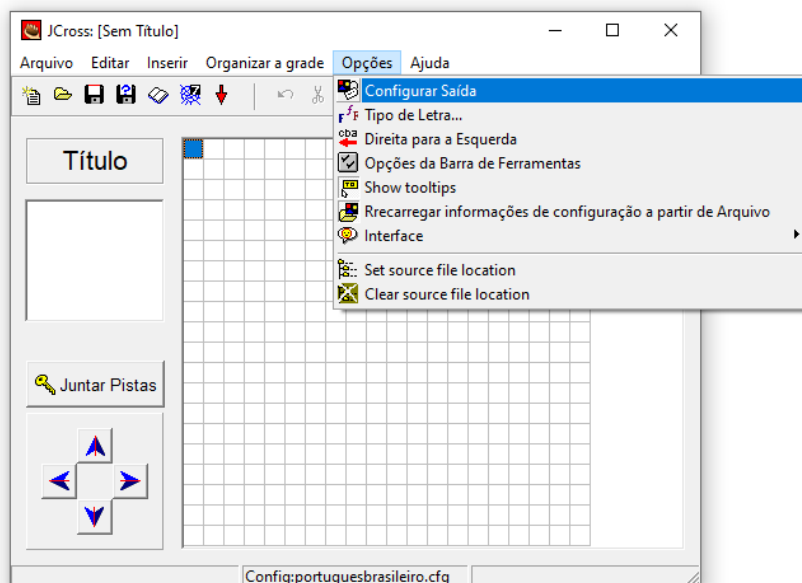 JCross: [Sem Título]
Arquivo Editar Inserir Organizar a grade Opções Ajuda
Configurar Saída
Tipo de Letra...
Direita para a Esquerda
Opções da Barra de Ferramentas
Show tooltips
Rrecarregar informações de configuração a partir de Arquivo
Interface
Set source file location
Clear source file location
Título
Juntar Pistas
Config:portuguesbrasileiro.cfg